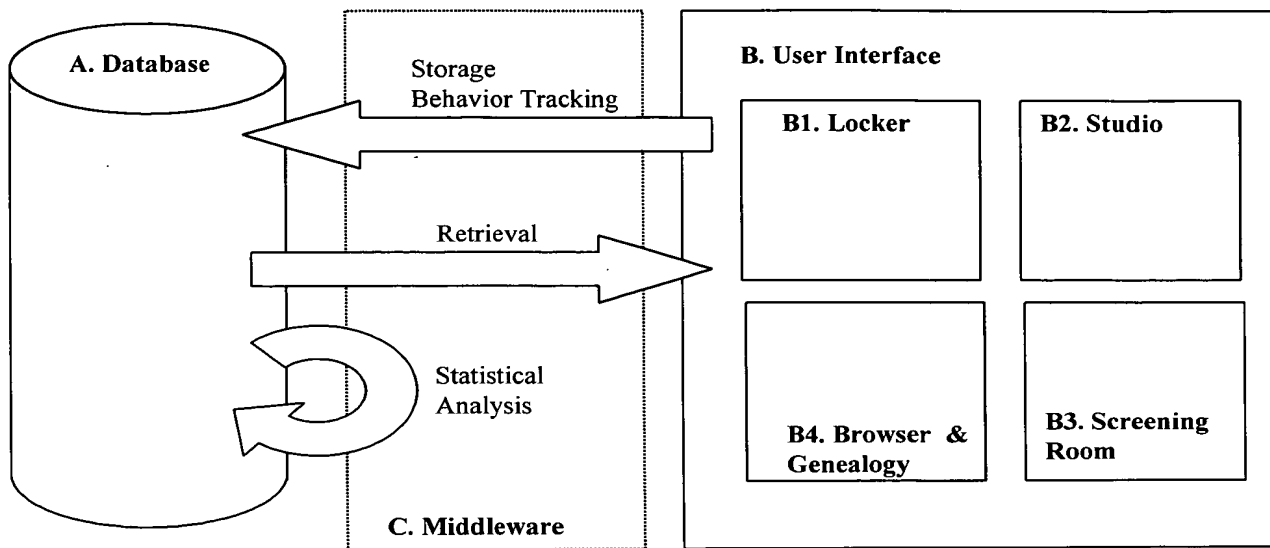 A. Database
Storage
Behavior Tracking
Retrieval
Statistical
Analysis
C. Middleware
B. User Interface
B1. Locker
B2. Studio
B4. Browser &
Genealogy
B3. Screening
Room